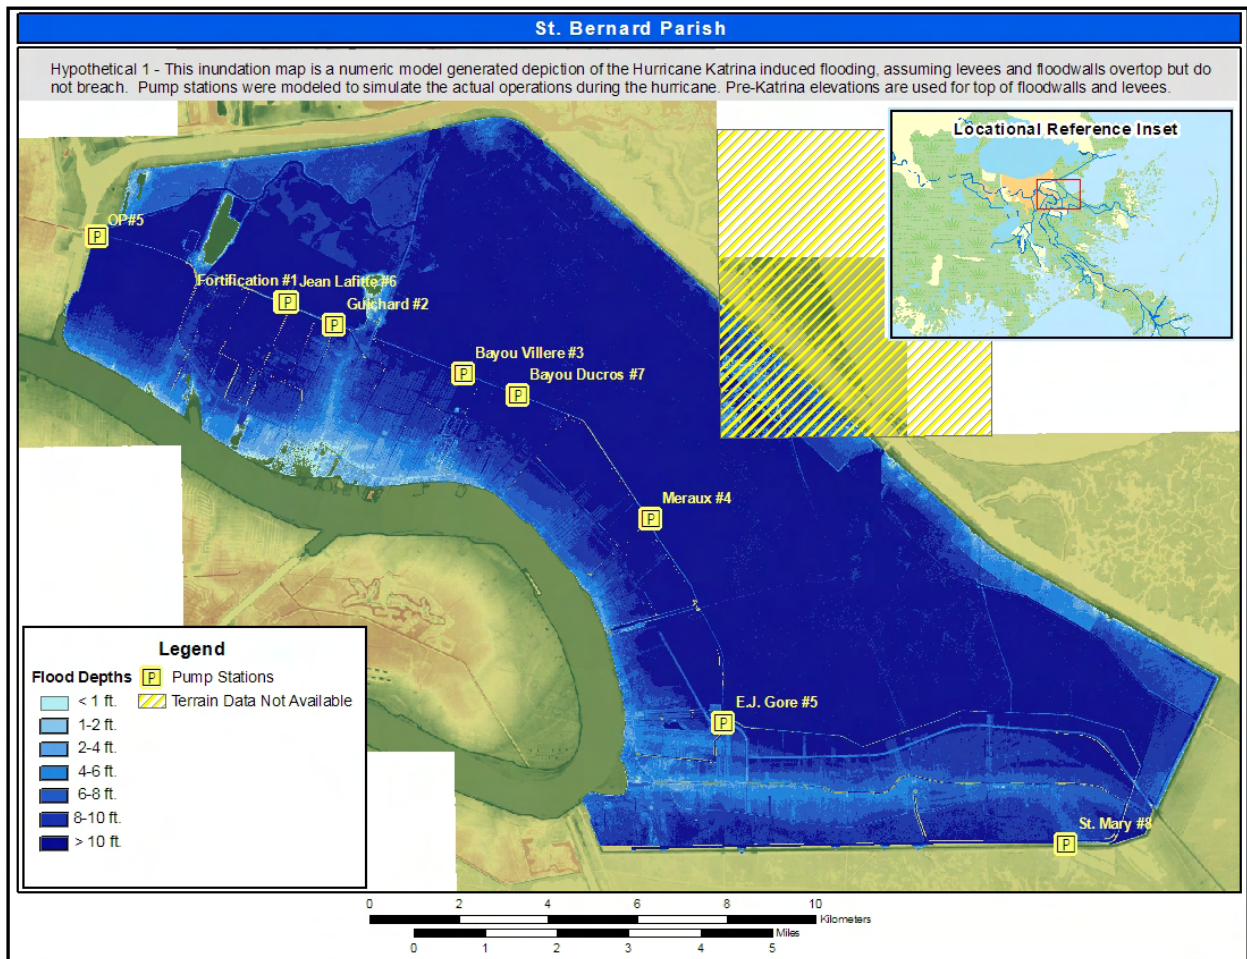 St. Bernard Parish
Hypothetical 1 - This inundation map is a numeric model generated depiction of the Hurricane Katrina induced flooding, assuming levees and floodwalls overtop but do
not breach. Pump stations were modeled to simulate the actual operations during the hurricane. Pre-Katrina elevations are used for top of floodwalls and levees.
Locational Reference Inset
OP#5
P
Fortification #1 Jean Lafitte #6
P
Guichard #2
P
Bayou Villere #3
P
Bayou Ducros #7
P
Meraux #4
P
E.J. Gore #5
P
St. Mary #8
P
Legend
Flood Depths P Pump Stations
< 1 ft. Terrain Data Not Available
1-2 ft.
2-4 ft.
4-6 ft.
6-8 ft.
8-10 ft.
> 10 ft.
0 2 4 6 8 10
Kilometers
Miles
0 1 2 3 4 5